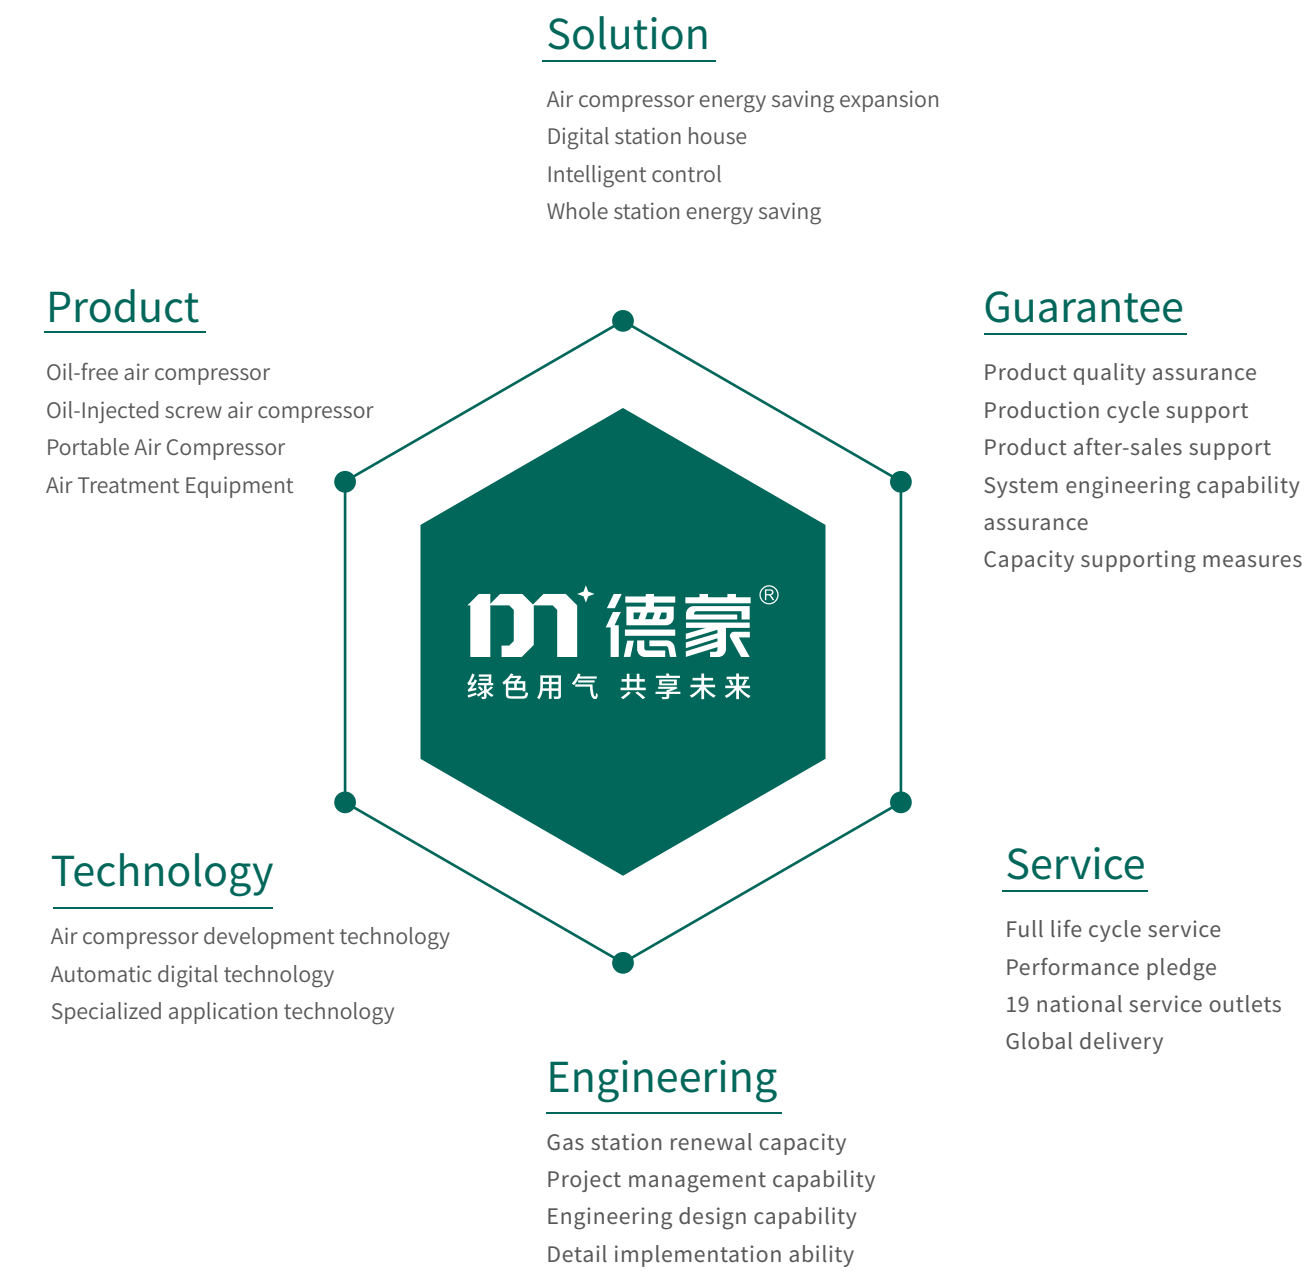 Solution
Air compressor energy saving expansion
Digital station house
Intelligent control
Whole station energy saving
Product
Oil-free air compressor
Oil-Injected screw air compressor
Portable Air Compressor
Air Treatment Equipment
Guarantee
Product quality assurance
Production cycle support
Product after-sales support
System engineering capability
assurance
Capacity supporting measures
m 德蒙®
绿色用气 共享未来
Technology
Air compressor development technology
Automatic digital technology
Specialized application technology
Service
Full life cycle service
Performance pledge
19 national service outlets
Global delivery
Engineering
Gas station renewal capacity
Project management capability
Engineering design capability
Detail implementation ability